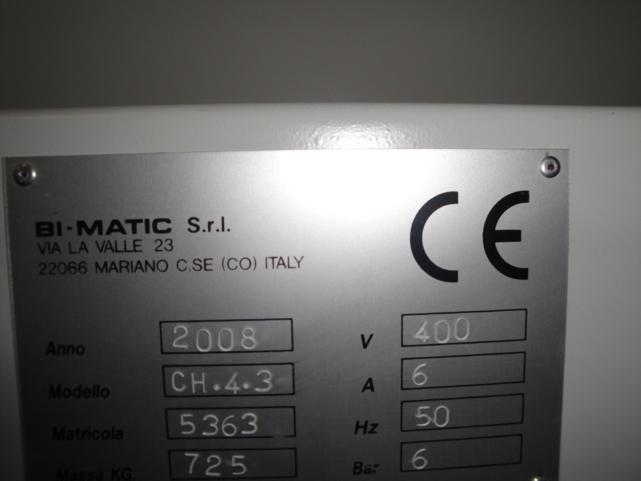 BI-MATIC S.r.l.
VIA LA VALLE 23
22066 MARIANO C.SE (CO) ITALY
CE
Anno 2008 V 400
Modello CH.4.3 A 6
Matricola 5363 Hz 50
Massa KG. 725 Bar 6